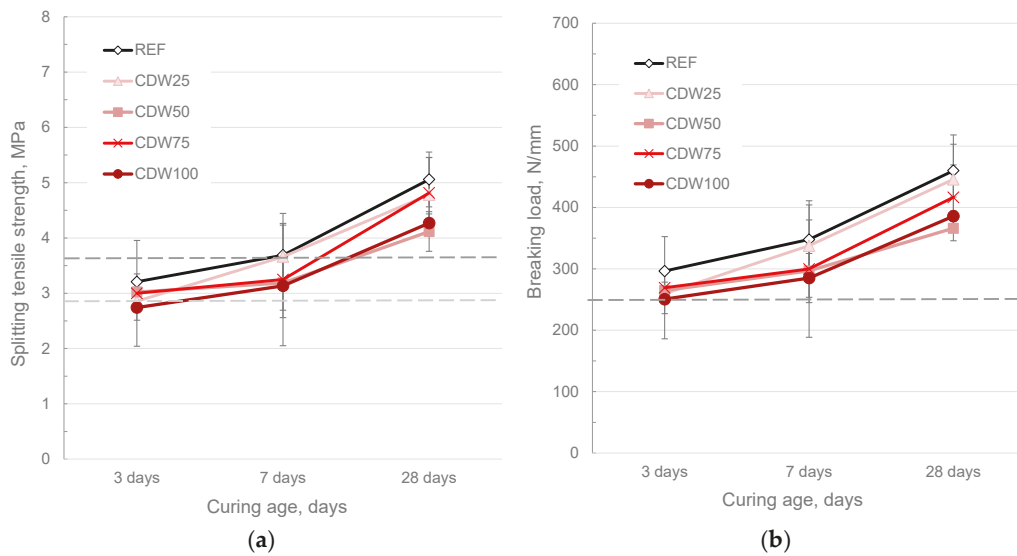 8
7
6
5
4
3
2
1
0
Splitting tensile strength, MPa
REF
CDW25
CDW50
CDW75
CDW100
3 days
7 days
28 days
Curing age, days
(a)
700
600
500
400
300
200
100
0
Breaking load, N/mm
REF
CDW25
CDW50
CDW75
CDW100
3 days
7 days
28 days
Curing age, days
(b)